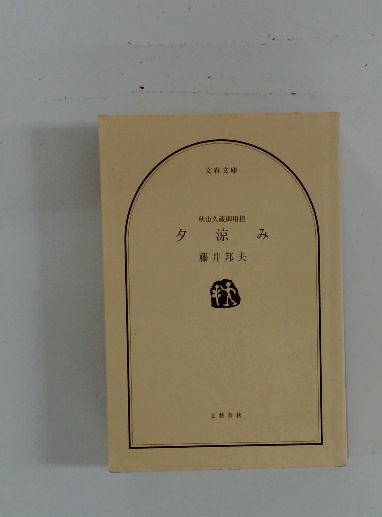 文春文庫
秋山久蔵御用控
夕涼み
藤井邦夫
文藝春秋